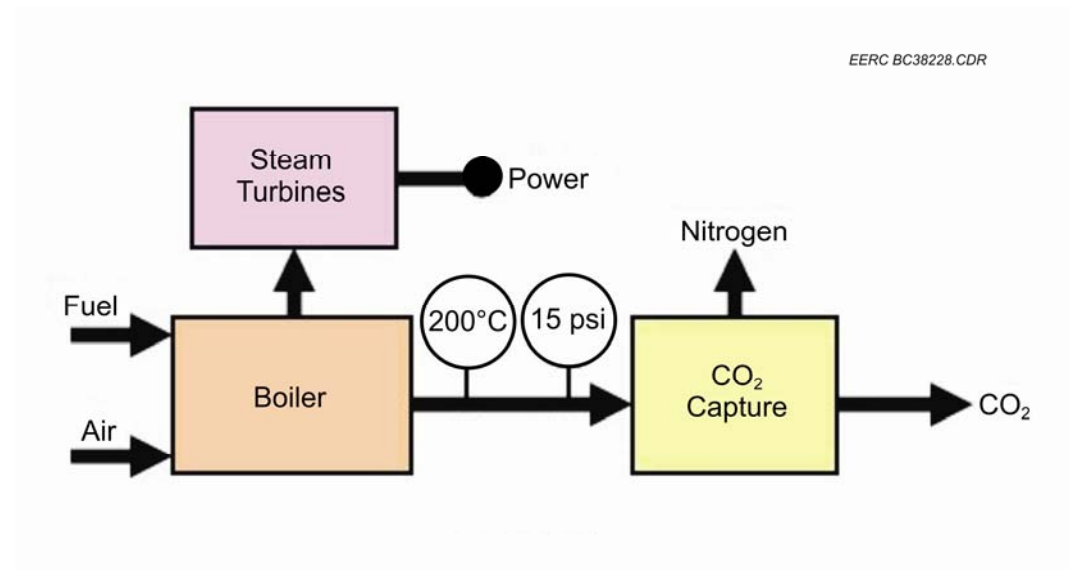 EERC BC38228.CDR
Steam
Turbines
Power
Nitrogen
Fuel
200°C
15 psi
Boiler
CO₂
Capture
Air
CO₂